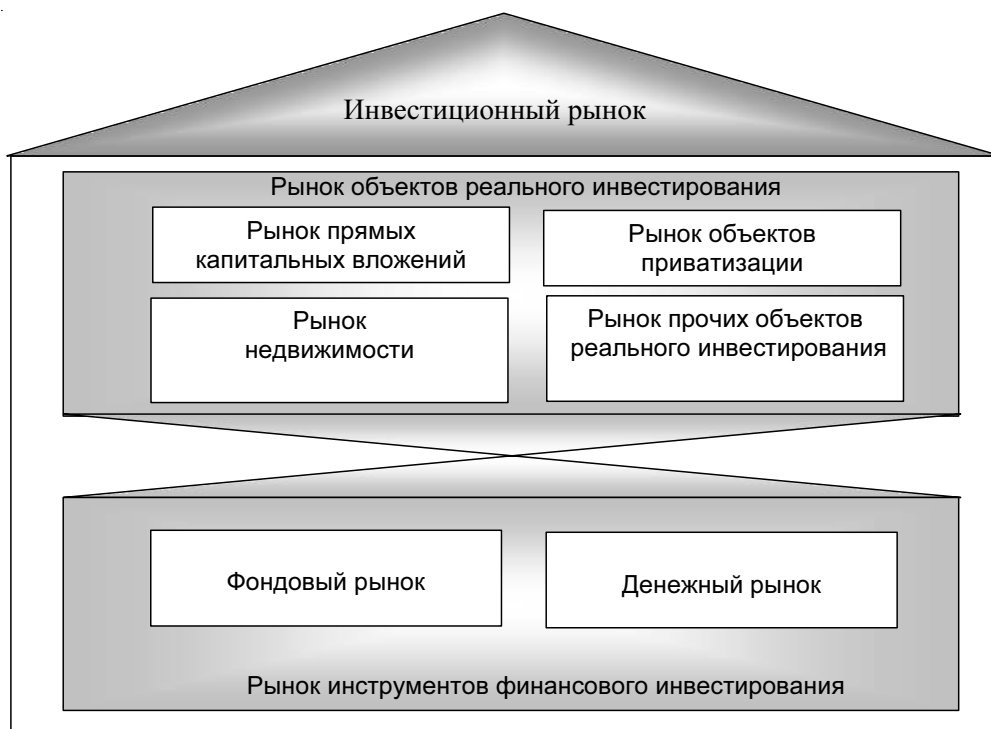 Инвестиционный рынок
Рынок объектов реального инвестирования
Рынок прямых
капитальных вложений
Рынок объектов
приватизации
Рынок
недвижимости
Рынок прочих объектов
реального инвестирования
Фондовый рынок
Денежный рынок
Рынок инструментов финансового инвестирования